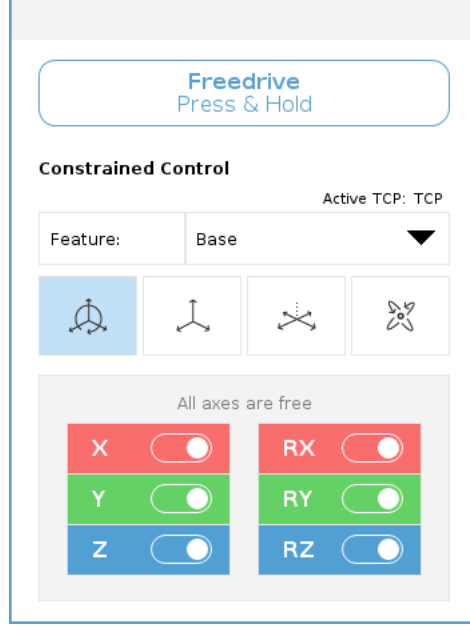 Freedrive
Press & Hold
Constrained Control
Active TCP: TCP
Feature: Base
All axes are free
X RX
Y RY
Z RZ